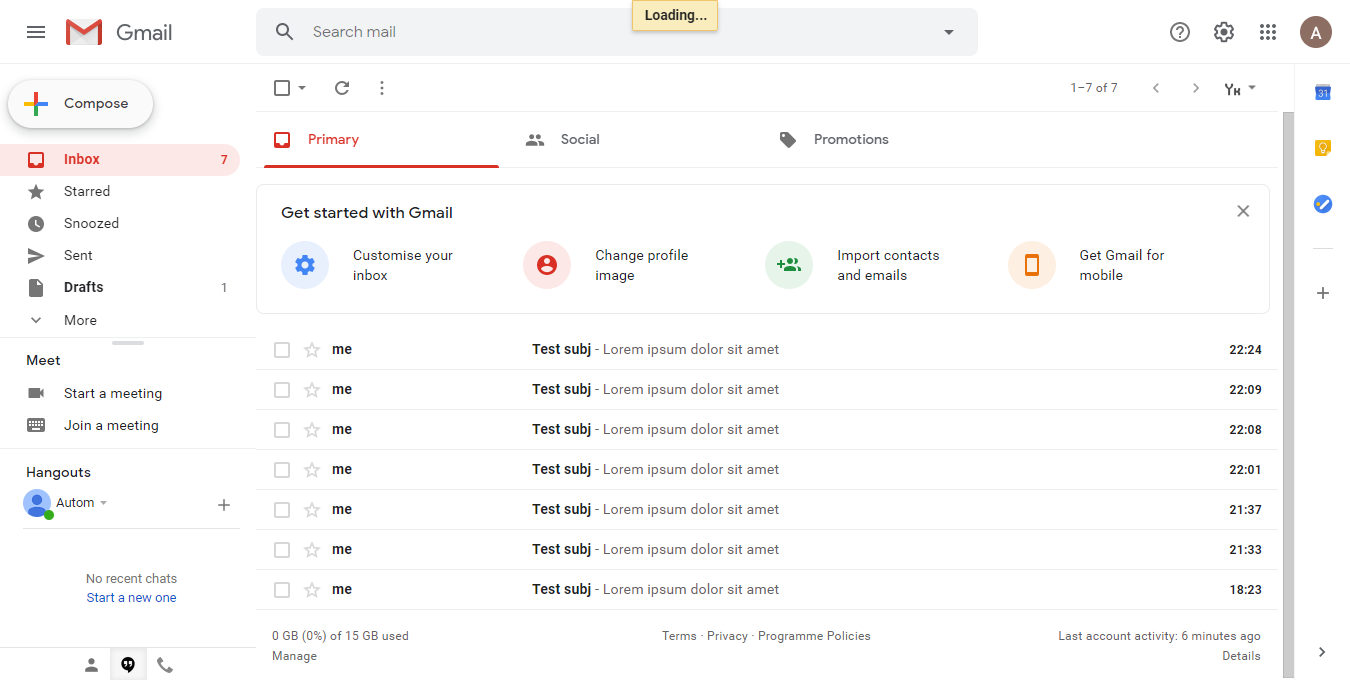 Loading...
Gmail
Search mail
A
Compose
1–7 of 7
31
Inbox 7
Starred
Snoozed
Sent
Drafts 1
More
Meet
Start a meeting
Join a meeting
Hangouts
Autom
No recent chats
Start a new one
Primary
Social
Promotions
Get started with Gmail
Customise your
inbox
Change profile
image
Import contacts
and emails
Get Gmail for
mobile
me Test subj - Lorem ipsum dolor sit amet 22:24
me Test subj - Lorem ipsum dolor sit amet 22:09
me Test subj - Lorem ipsum dolor sit amet 22:08
me Test subj - Lorem ipsum dolor sit amet 22:01
me Test subj - Lorem ipsum dolor sit amet 21:37
me Test subj - Lorem ipsum dolor sit amet 21:33
me Test subj - Lorem ipsum dolor sit amet 18:23
0 GB (0%) of 15 GB used
Manage
Terms · Privacy · Programme Policies
Last account activity: 6 minutes ago
Details